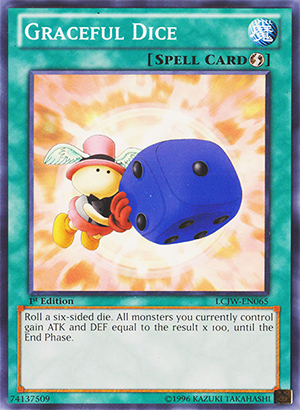 Graceful Dice
[Spell Card]
1st Edition
LCJW-EN065
Roll a six-sided die. All monsters you currently control
gain ATK and DEF equal to the result x 100, until the
End Phase.
74137509
©1996 KAZUKI TAKAHASHI